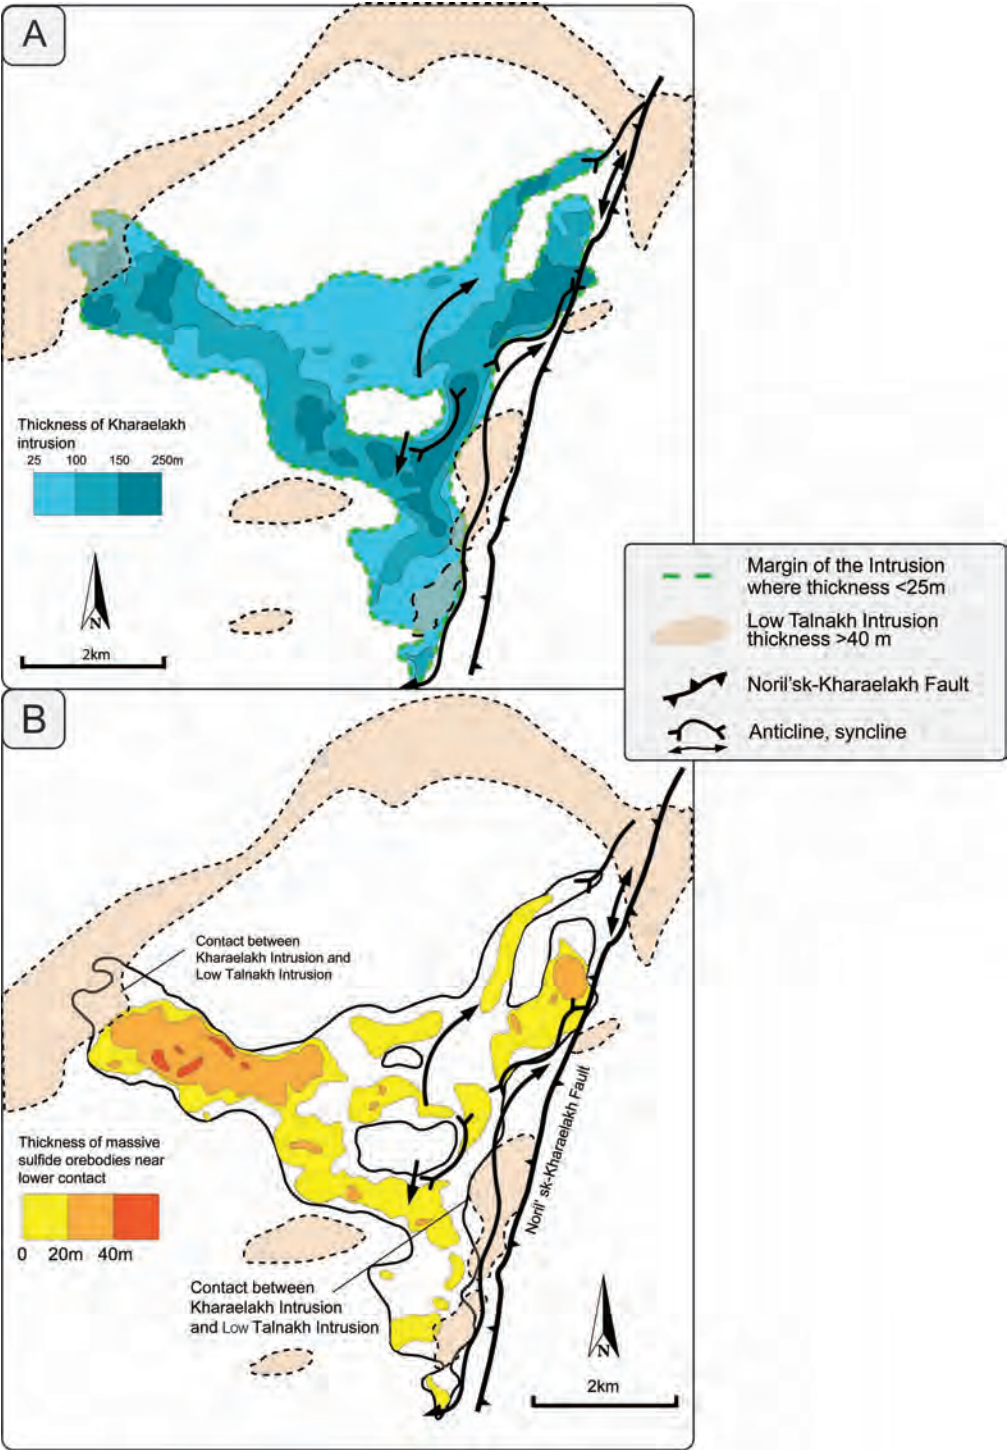 A
Thickness of Kharaelakh
intrusion
25 100 150 250m
N
2km
Margin of the Intrusion
where thickness <25m
Low Talnakh Intrusion
thickness >40 m
Noril'sk-Kharaelakh Fault
Anticline, syncline
B
Contact between
Kharaelakh Intrusion and
Low Talnakh Intrusion
Thickness of massive
sulfide orebodies near
lower contact
0 20m 40m
Noril' sk-Kharaelakh Fault
Contact between
Kharaelakh Intrusion
and Low Talnakh Intrusion
N
2km